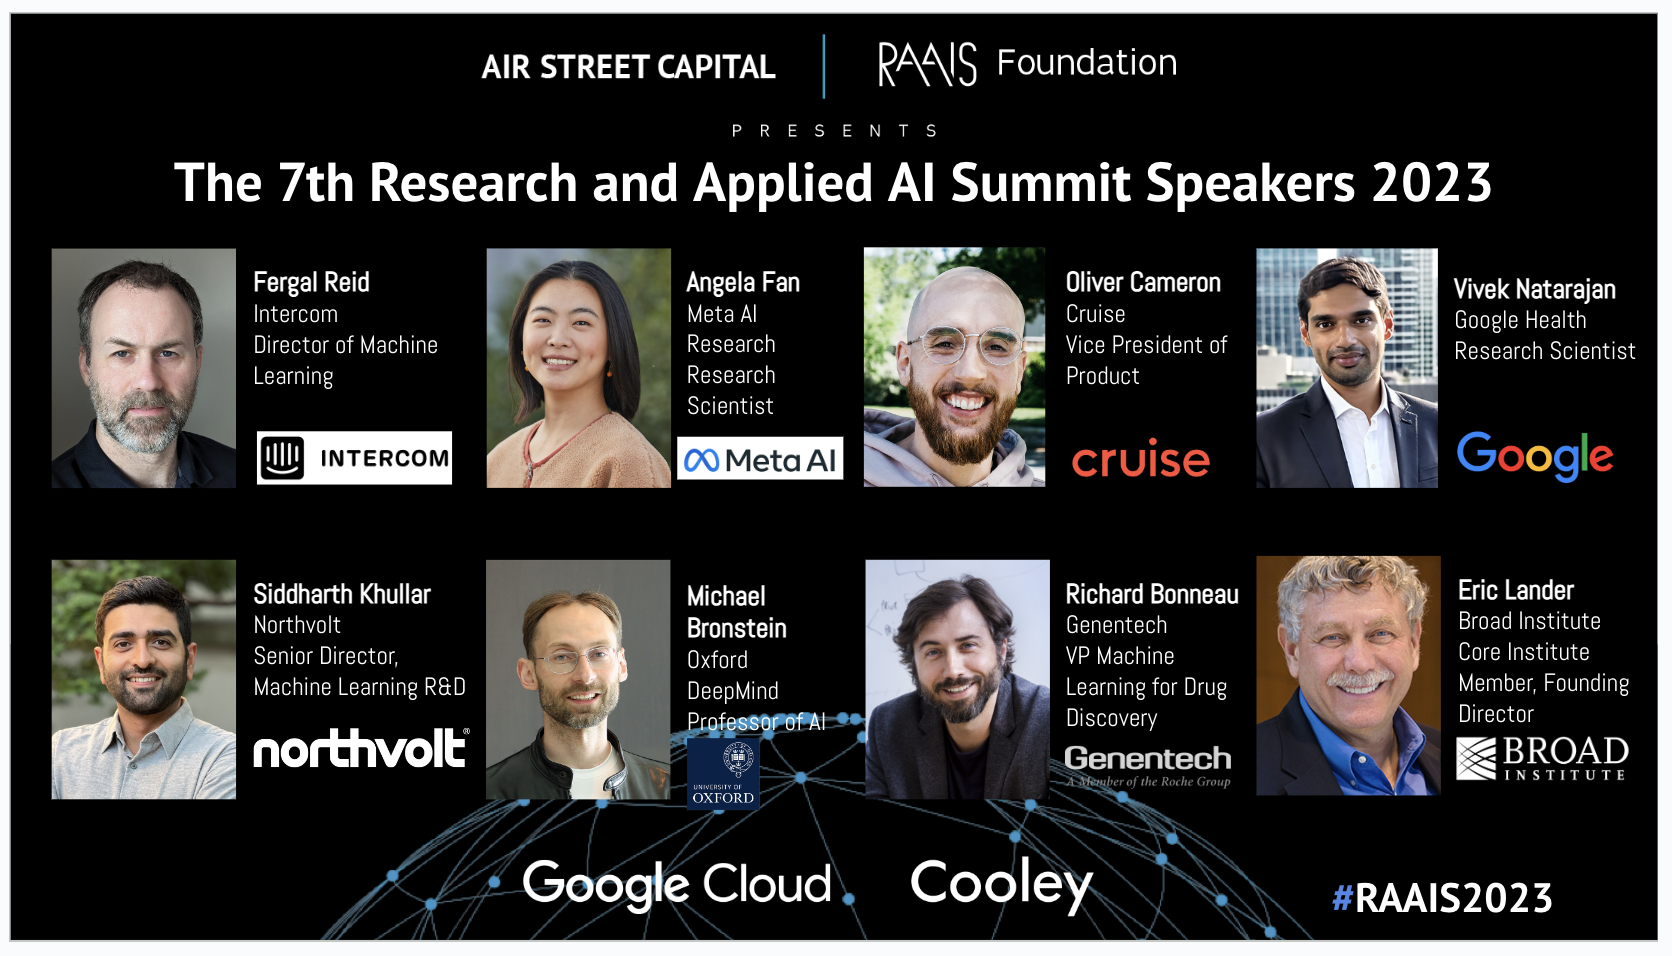 AIR STREET CAPITAL
RAAIS Foundation
PRESENTS
The 7th Research and Applied AI Summit Speakers 2023
Fergal Reid
Intercom
Director of Machine
Learning
INTERCOM
Angela Fan
Meta AI
Research
Research
Scientist
Meta AI
Oliver Cameron
Cruise
Vice President of
Product
cruise
Vivek Natarajan
Google Health
Research Scientist
Google
Siddharth Khullar
Northvolt
Senior Director,
Machine Learning R&D
northvolt®
Michael
Bronstein
Oxford
DeepMind
Professor of AI
UNIVERSITY OF
OXFORD
Richard Bonneau
Genentech
VP Machine
Learning for Drug
Discovery
Genentech
A Member of the Roche Group
Eric Lander
Broad Institute
Core Institute
Member, Founding
Director
BROAD
INSTITUTE
Google Cloud
Cooley
#RAAIS2023